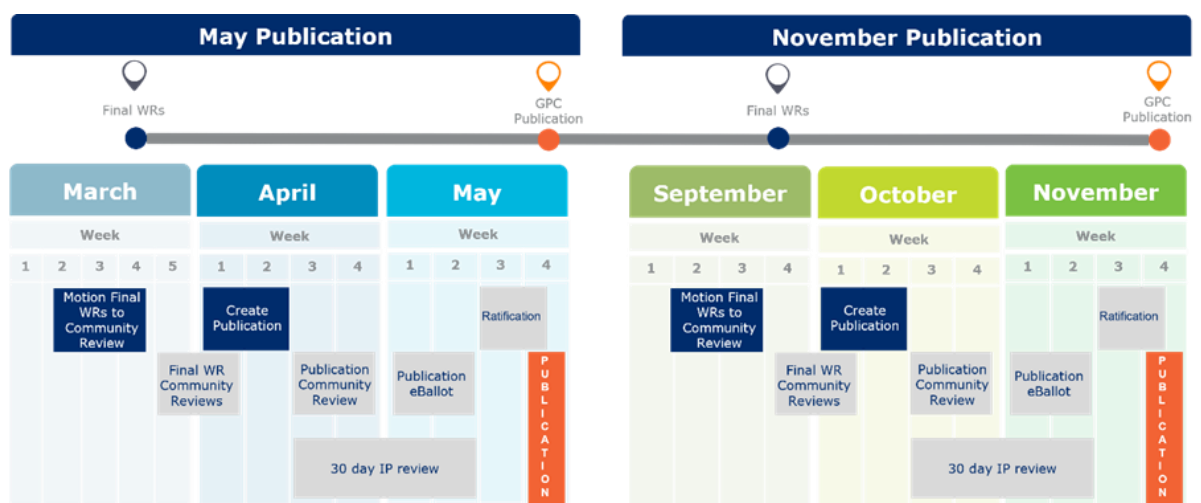 May Publication
November Publication
Final WRs
GPC
Publication
Final WRs
GPC
Publication
March
April
May
September
October
November
Week
Week
Week
Week
Week
Week
1 2 3 4 5
1 2 3 4
1 2 3 4
1 2 3 4
1 2 3 4
1 2 3 4
Motion Final
WRs to
Community
Review
Create
Publication
Ratification
Final WR
Community
Reviews
Publication
Community
Review
Publication
eBallot
PUBLICATION
30 day IP review
Motion Final
WRs to
Community
Review
Create
Publication
Ratification
Final WR
Community
Reviews
Publication
Community
Review
Publication
eBallot
PUBLICATION
30 day IP review